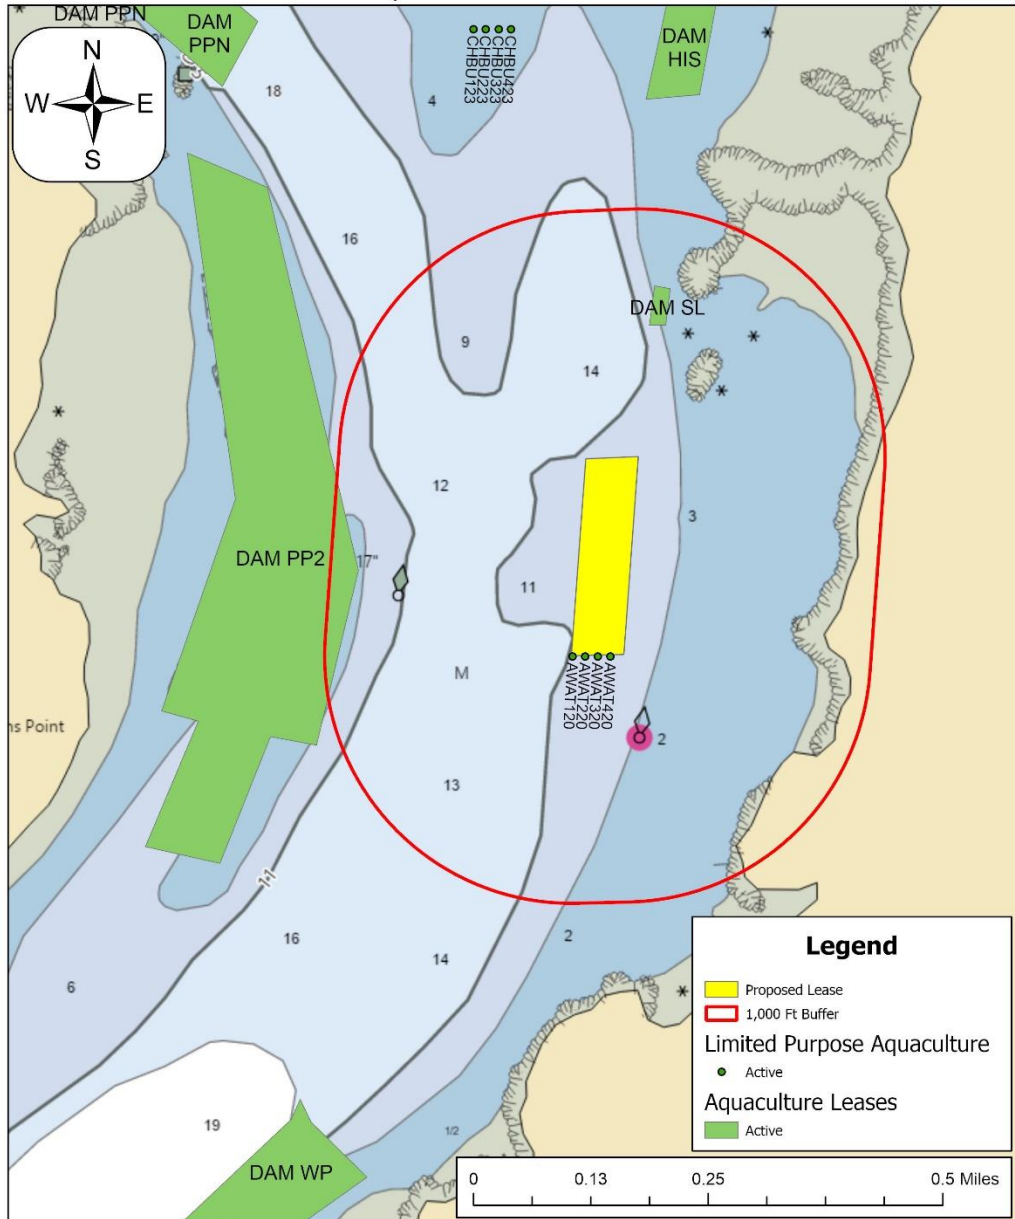 DAM PPN
DAM
PPN
DAM
HIS
CHBU123
CHBU223
CHBU323
CHBU423
N
W
E
S
18
4
16
9
14
DAM SL
12
3
DAM PP2
17
11
AWAT120
AWAT220
AWAT320
AWAT420
M
ns Point
2
13
11
16
14
2
6
19
1/2
DAM WP
Legend
Proposed Lease
1,000 Ft Buffer
Limited Purpose Aquaculture
Active
Aquaculture Leases
Active
0 0.13 0.25 0.5 Miles